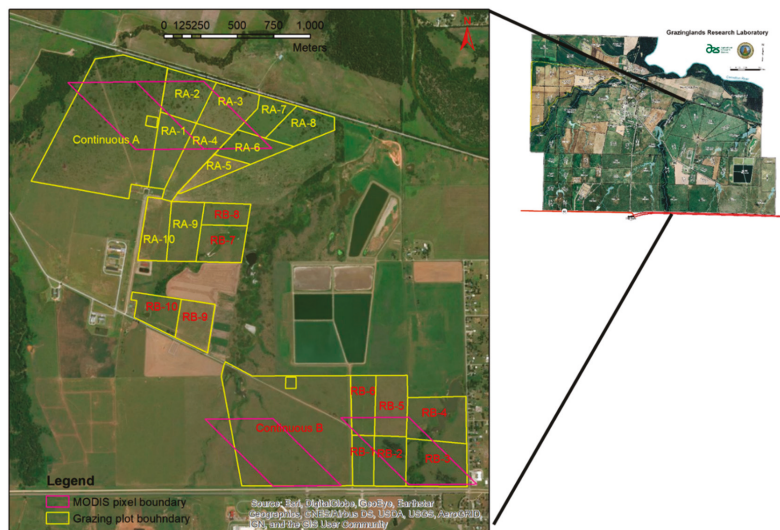 0 125250 500 750 1,000
Meters
N
Grazinglands Research Laboratory
RA-2
RA-3
RA-7
RA-8
RA-1
Continuous A
RA-4
RA-6
RA-5
RA-9
RB-8
RA-10
RB-7
RB-10
RB-9
RB-6
RB-5
RB-4
Continuous B
RB-1
RB-2
RB-3
Legend
MODIS pixel boundary
Grazing plot bouhndary
Source: Esri, DigitalGlobe, GeoEye, Earthstar
Geographics, CNES/Airbus DS, USDA, USGS, AeroGRID,
IGN, and the GIS User Community